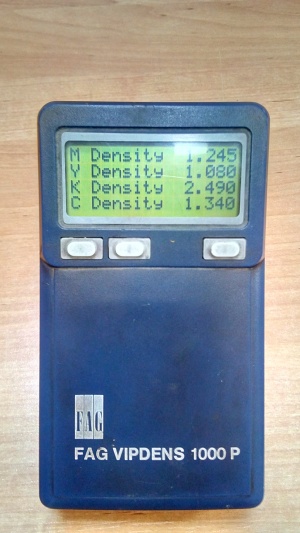 M Density 1.245
Y Density 1.080
K Density 2.490
C Density 1.340
FAG
FAG VIPDENS 1000 P